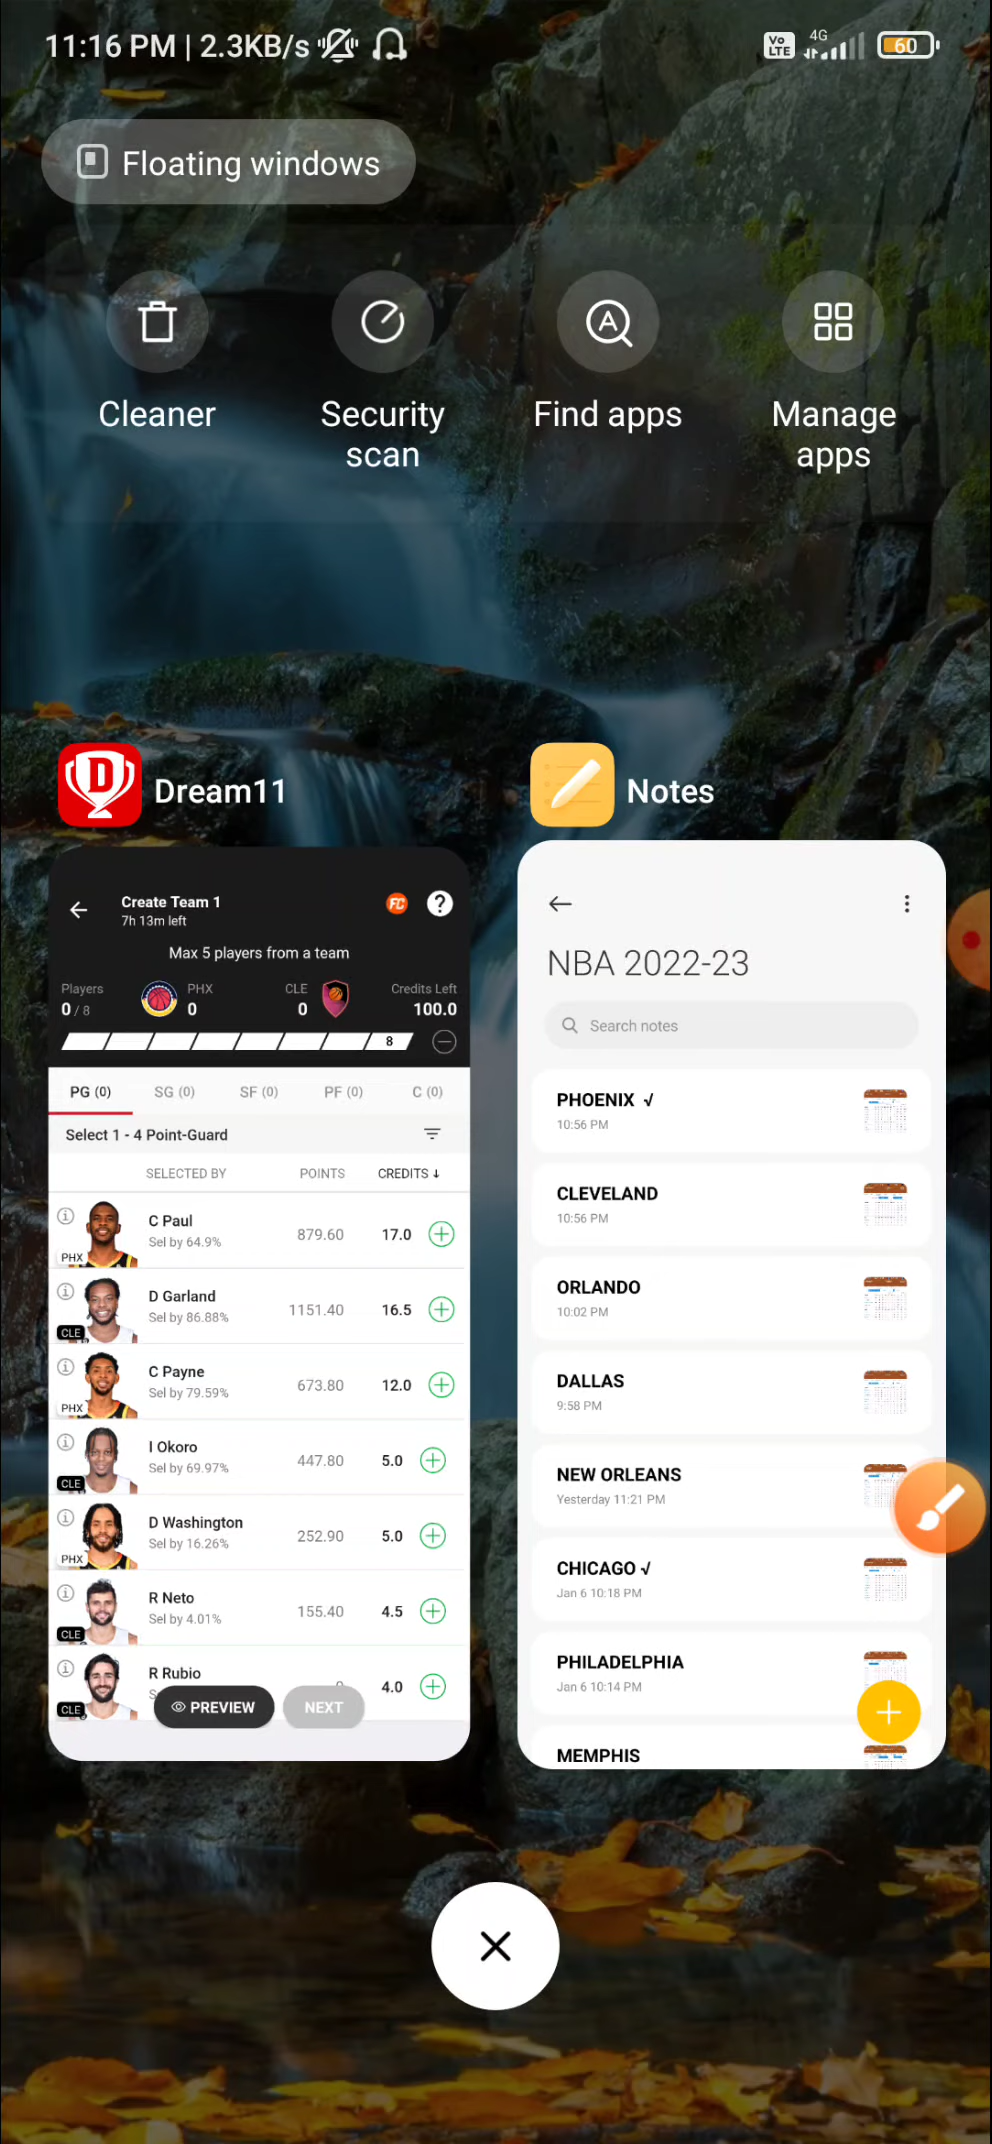 11:16 PM | 2.3KB/s
Vo LTE 4G 60
Floating windows
Cleaner
Security scan
Find apps
Manage apps
Dream11
Create Team 1
7h 13m left
FC ?
Max 5 players from a team
Players PHX CLE Credits Left
0 / 8 0 0 100.0
8
PG (0) SG (0) SF (0) PF (0) C (0)
Select 1 - 4 Point-Guard
SELECTED BY POINTS CREDITS ↓
C Paul
Sel by 64.9% 879.60 17.0
PHX
D Garland
Sel by 86.88% 1151.40 16.5
CLE
C Payne
Sel by 79.59% 673.80 12.0
PHX
I Okoro
Sel by 69.97% 447.80 5.0
CLE
D Washington
Sel by 16.26% 252.90 5.0
PHX
R Neto
Sel by 4.01% 155.40 4.5
CLE
R Rubio
4.0
CLE
PREVIEW NEXT
Notes
NBA 2022-23
Search notes
PHOENIX √
10:56 PM
CLEVELAND
10:56 PM
ORLANDO
10:02 PM
DALLAS
9:58 PM
NEW ORLEANS
Yesterday 11:21 PM
CHICAGO √
Jan 6 10:18 PM
PHILADELPHIA
Jan 6 10:14 PM
MEMPHIS